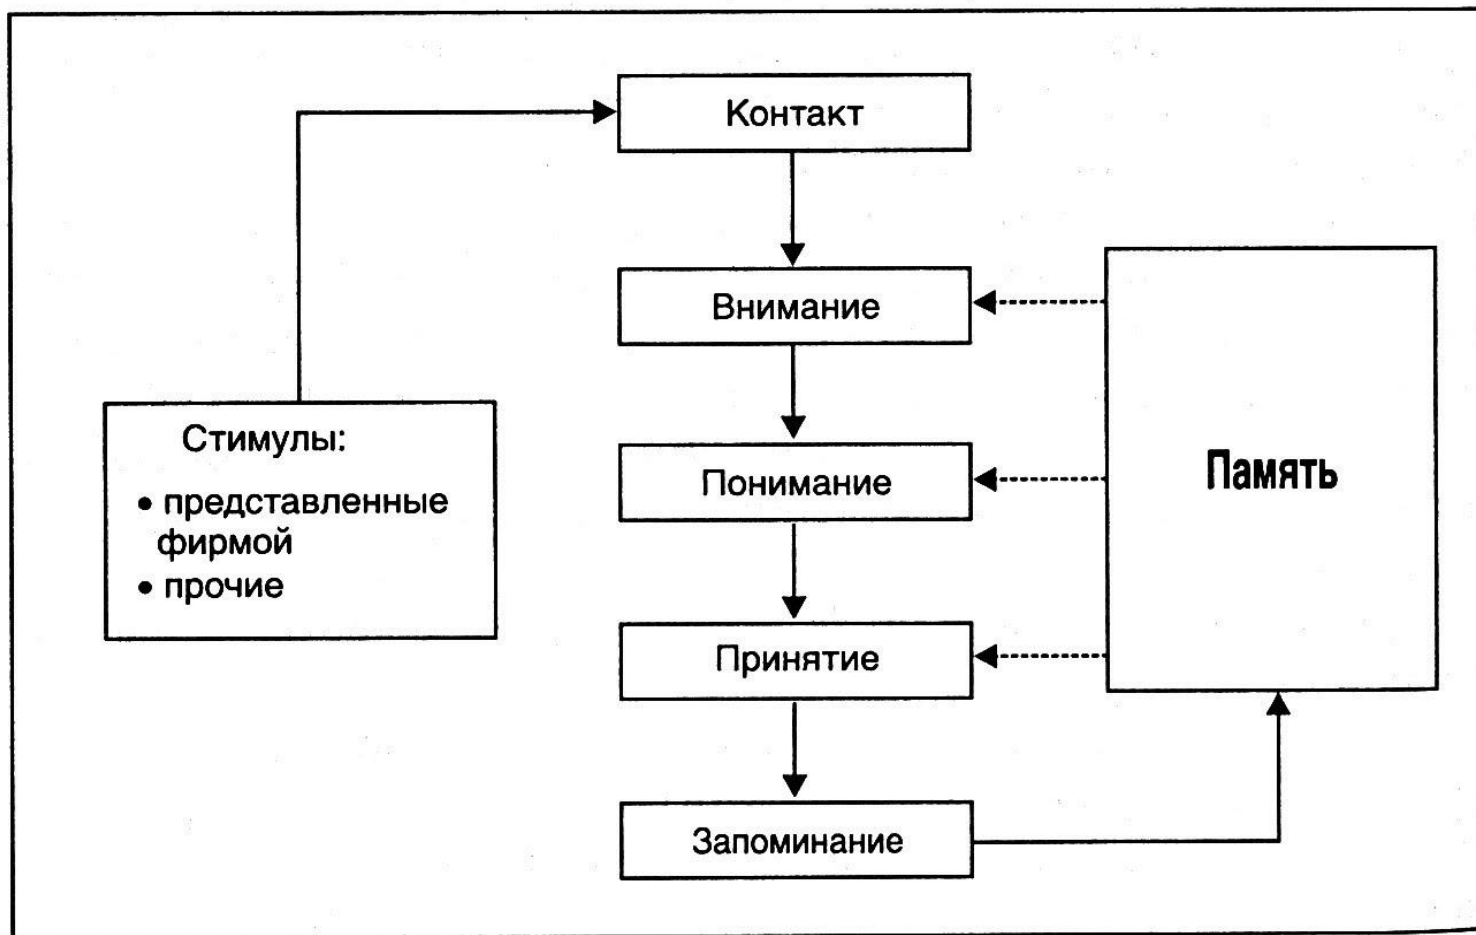 Контакт
Внимание
Стимулы:
• представленные
фирмой
• прочие
Понимание
Память
Принятие
Запоминание